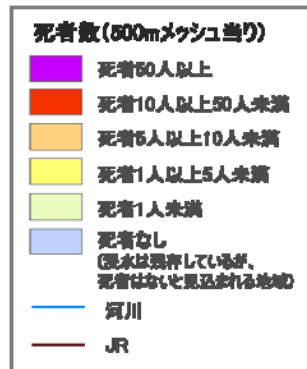 死者数(500mメッシュ当り)
死者50人以上
死者10人以上50人未満
死者5人以上10人未満
死者1人以上5人未満
死者1人未満
死者なし
(浸水は残存しているが、
死者はないと見込まれる地域)
河川
JR